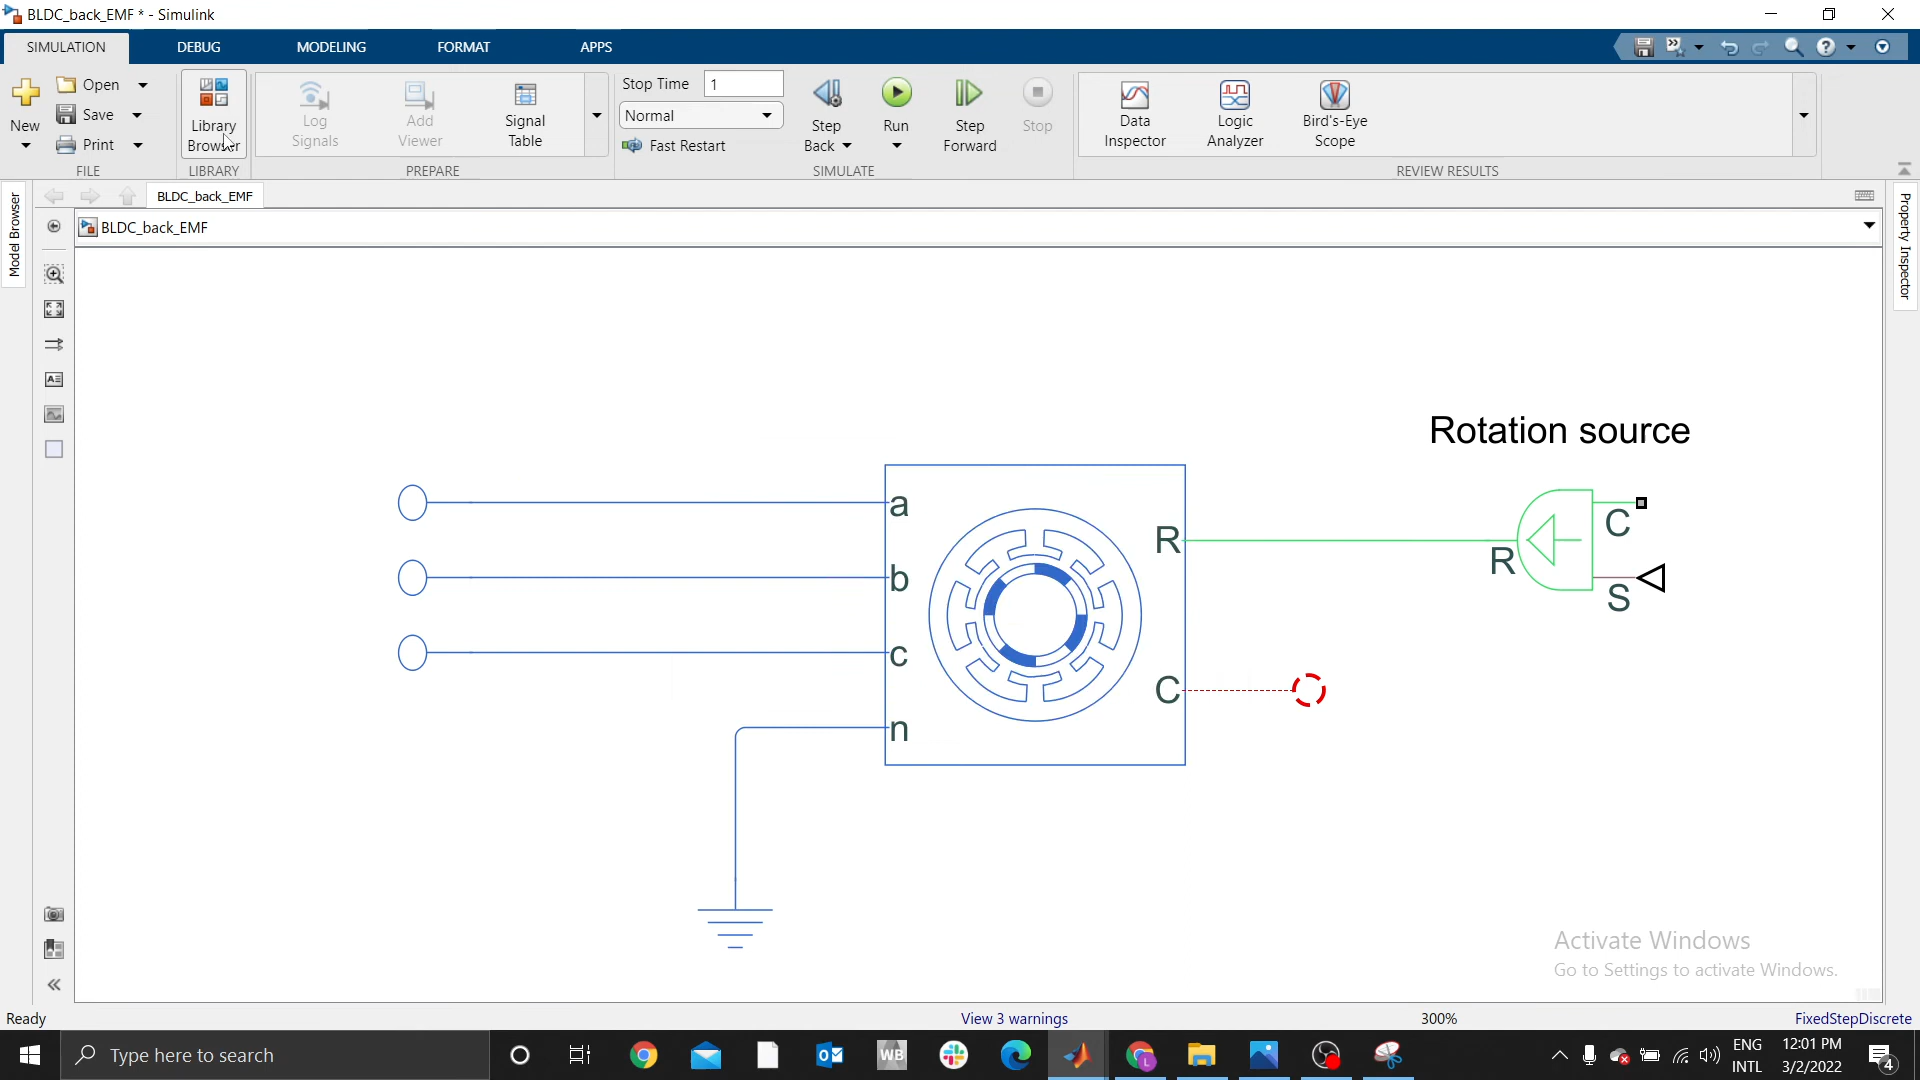 BLDC_back_EMF * - Simulink
SIMULATION DEBUG MODELING FORMAT APPS
New
Open
Save
Print
FILE
Library
Browser
LIBRARY
Log
Signals
Add
Viewer
Signal
Table
PREPARE
Stop Time 1
Normal
Fast Restart
Step
Back
Run
Step
Forward
Stop
SIMULATE
Data
Inspector
Logic
Analyzer
Bird's-Eye
Scope
REVIEW RESULTS
BLDC_back_EMF
BLDC_back_EMF
Model Browser
Property Inspector
Rotation source
a
b
c
n
R
C
R
C
S
Activate Windows
Go to Settings to activate Windows.
Ready View 3 warnings 300% FixedStepDiscrete
Type here to search
WB
ENG
INTL
12:01 PM
3/2/2022
4